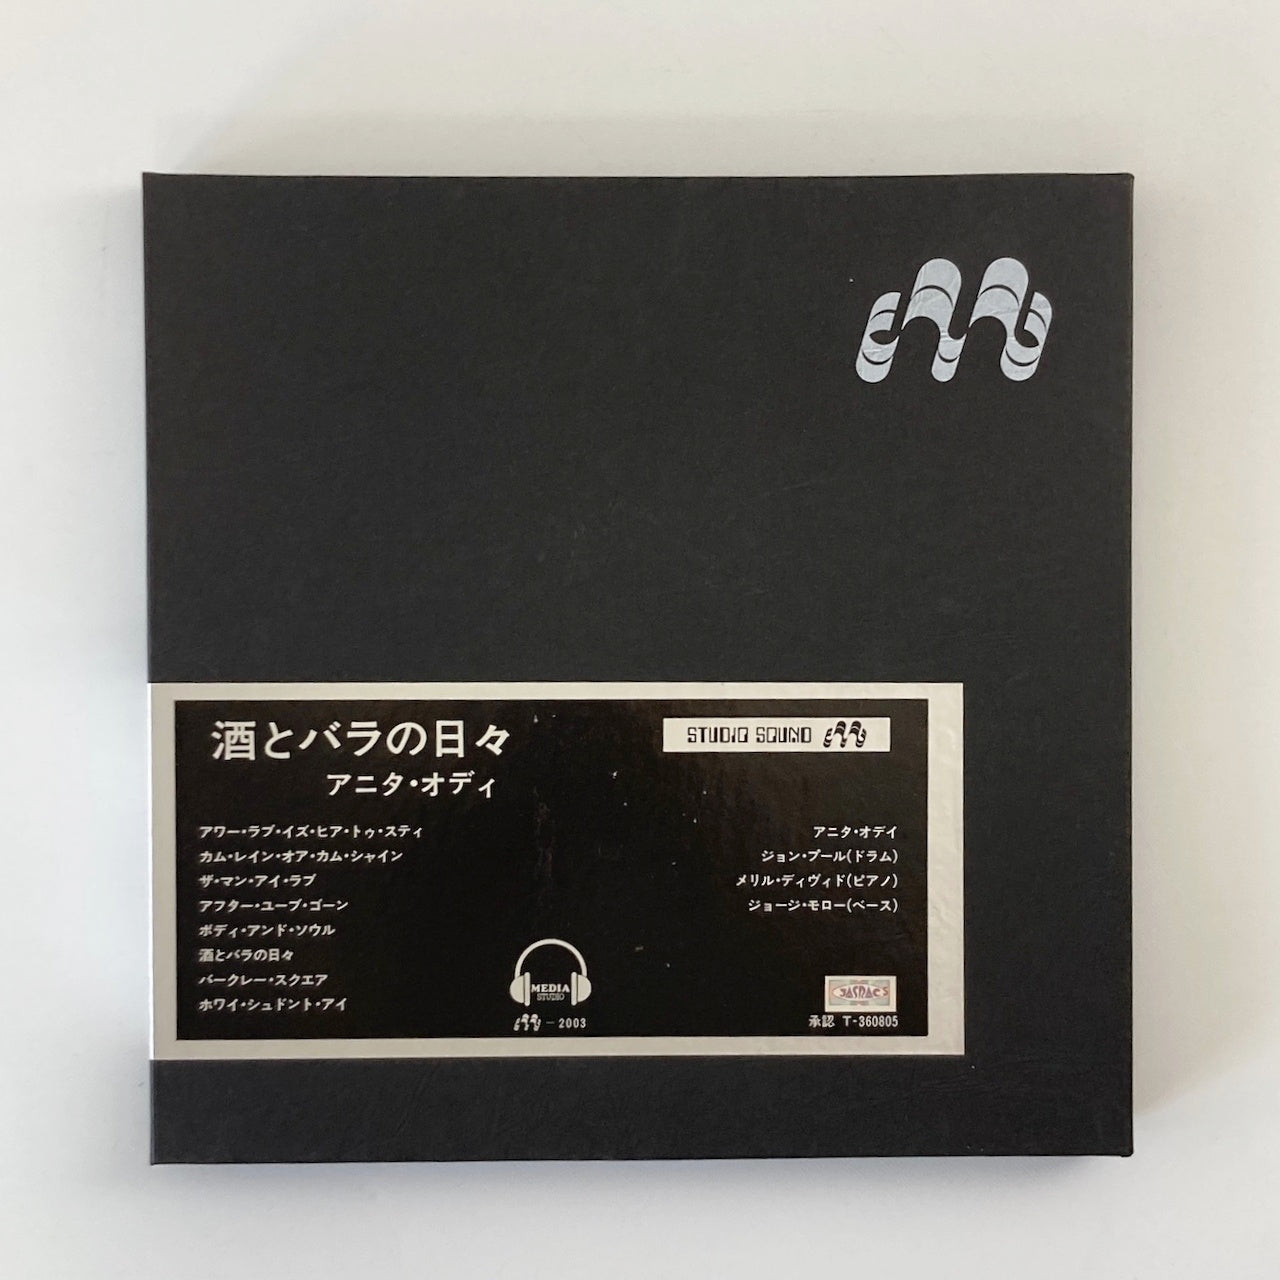 酒とバラの日々
アニタ・オディ
STUDIO SOUND
アワー・ラブ・イズ・ヒア・トゥ・スティ
カム・レイン・オア・カム・シャイン
ザ・マン・アイ・ラブ
アフター・ユーブ・ゴーン
ボディ・アンド・ソウル
酒とバラの日々
バークレー・スクエア
ホワイ・シュドント・アイ
アニタ・オデイ
ジョン・プール(ドラム)
メリル・ディヴィド(ピアノ)
ジョージ・モロー(ベース)
MEDIA
STUDIO
– 2003
承認 T-360805